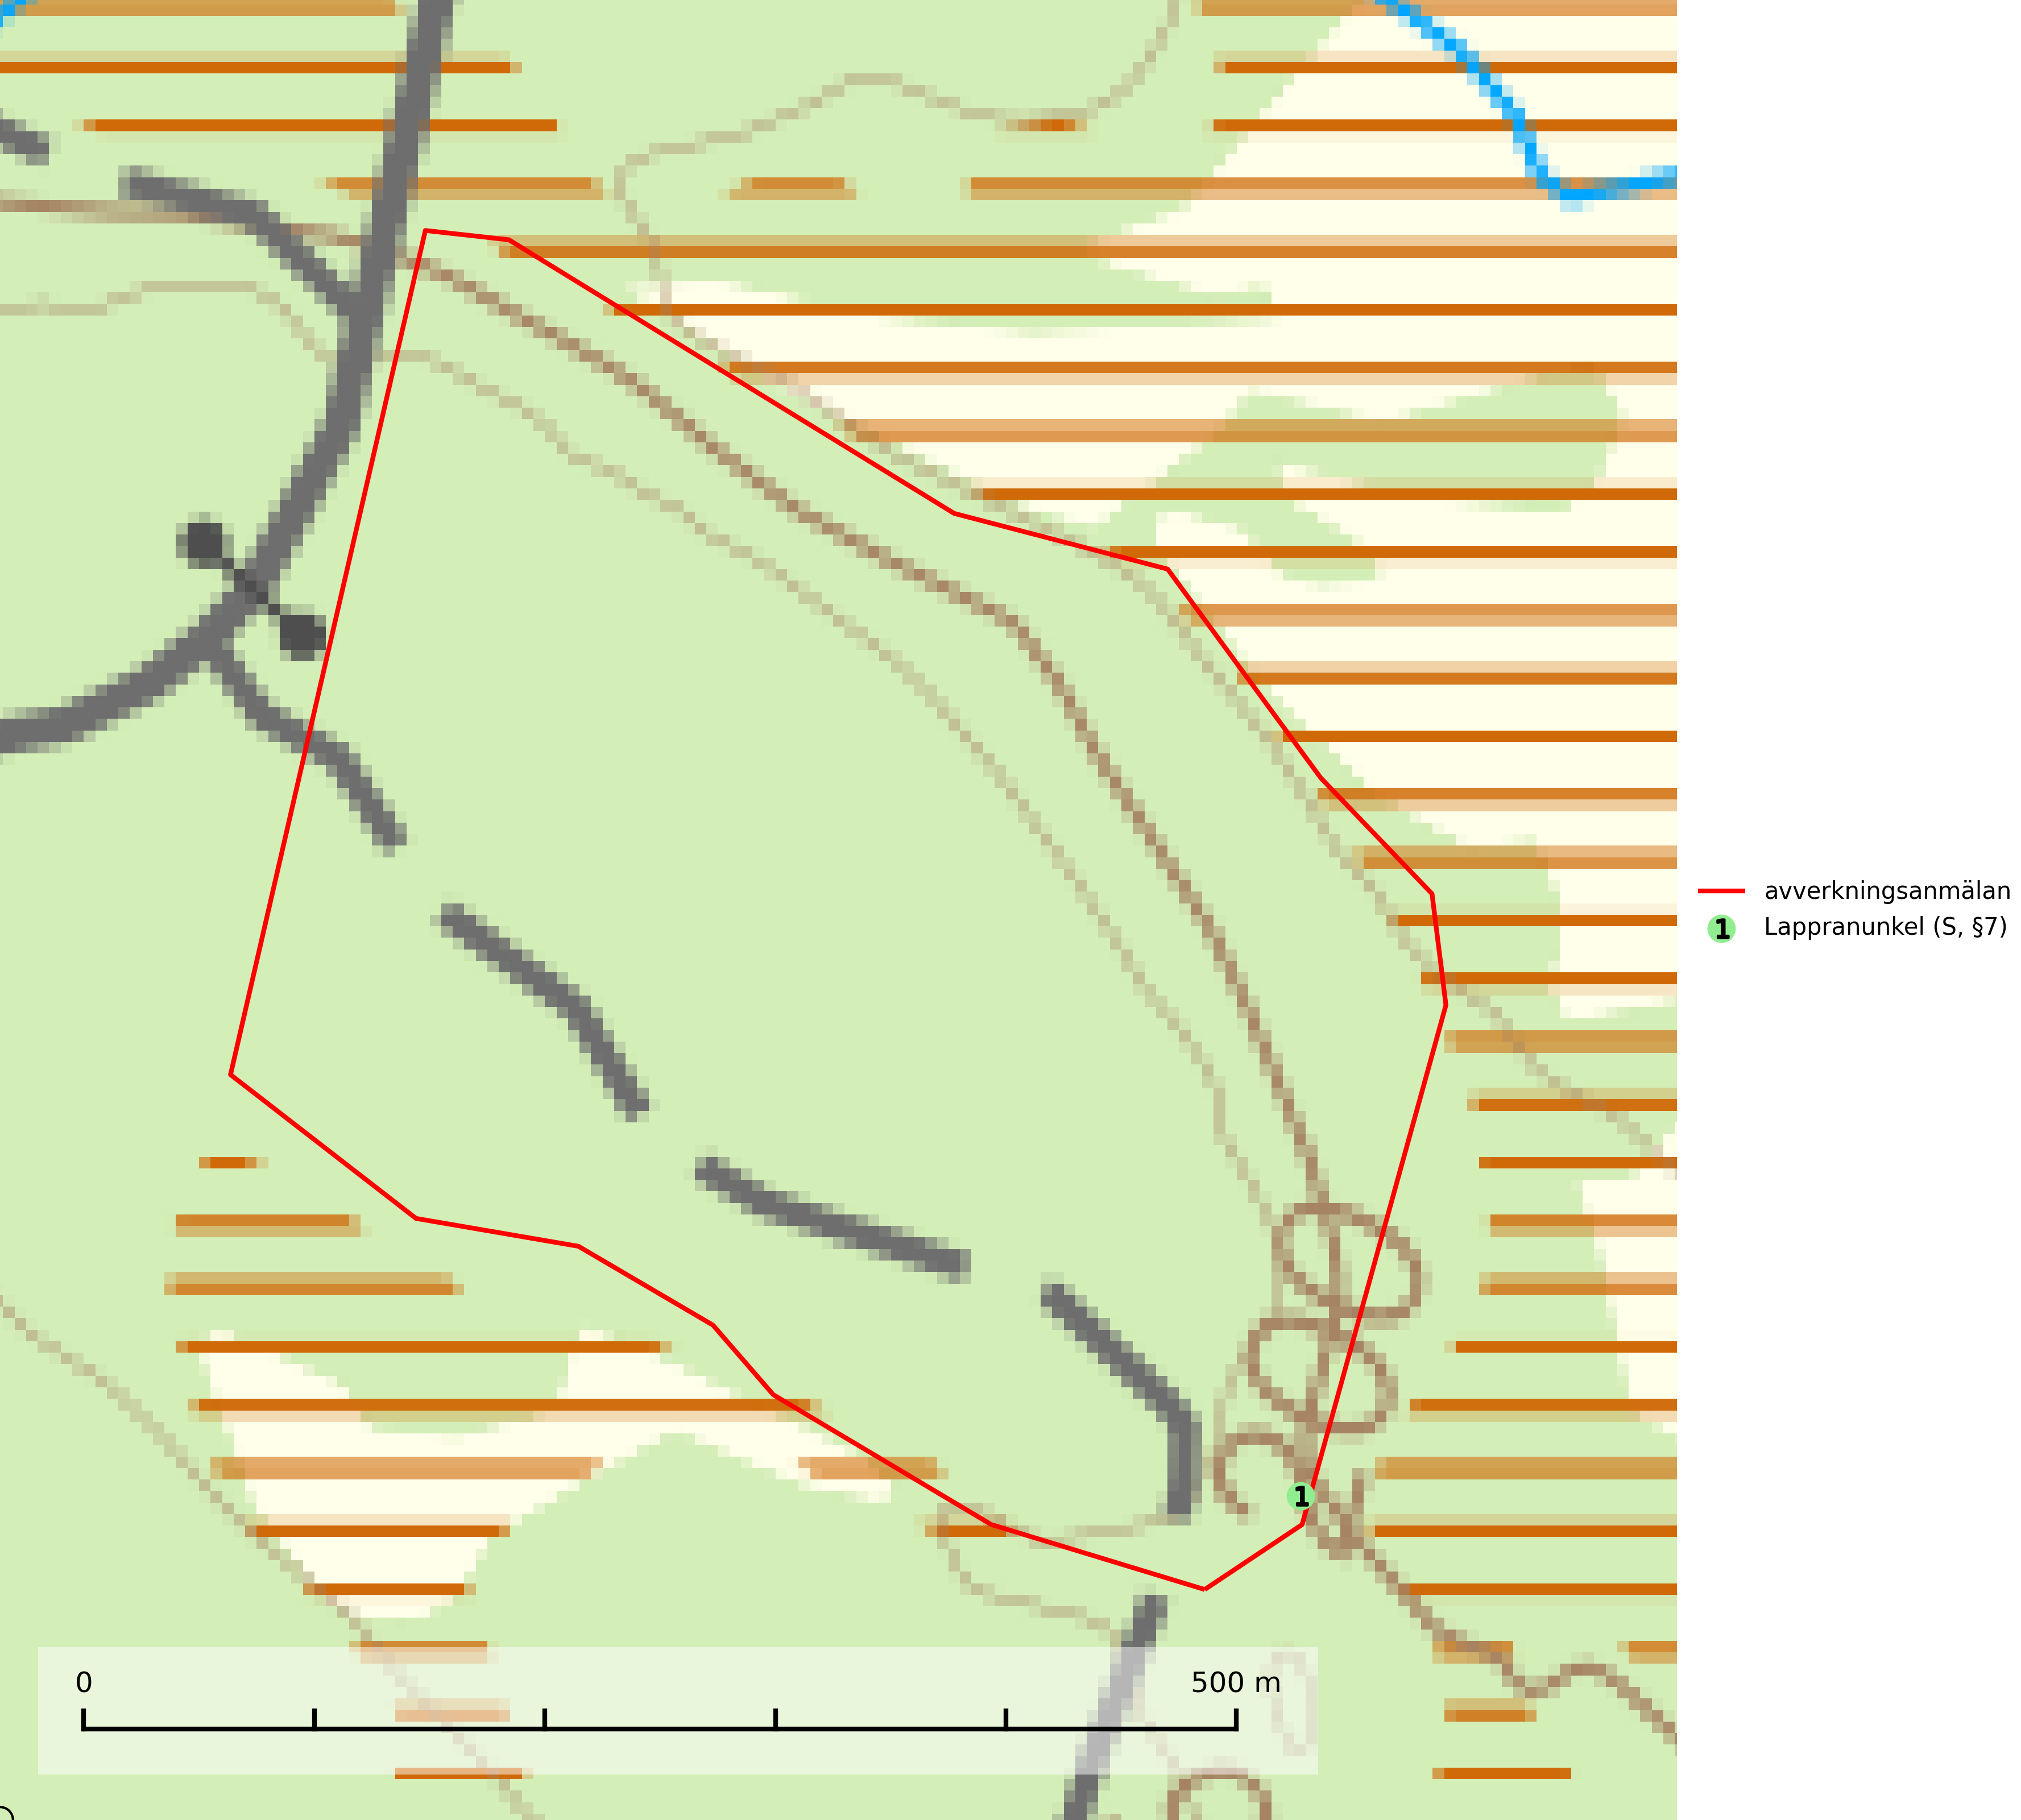 avverkningsanmälan
1 Lappranunkel (S, §7)
1
0 500 m